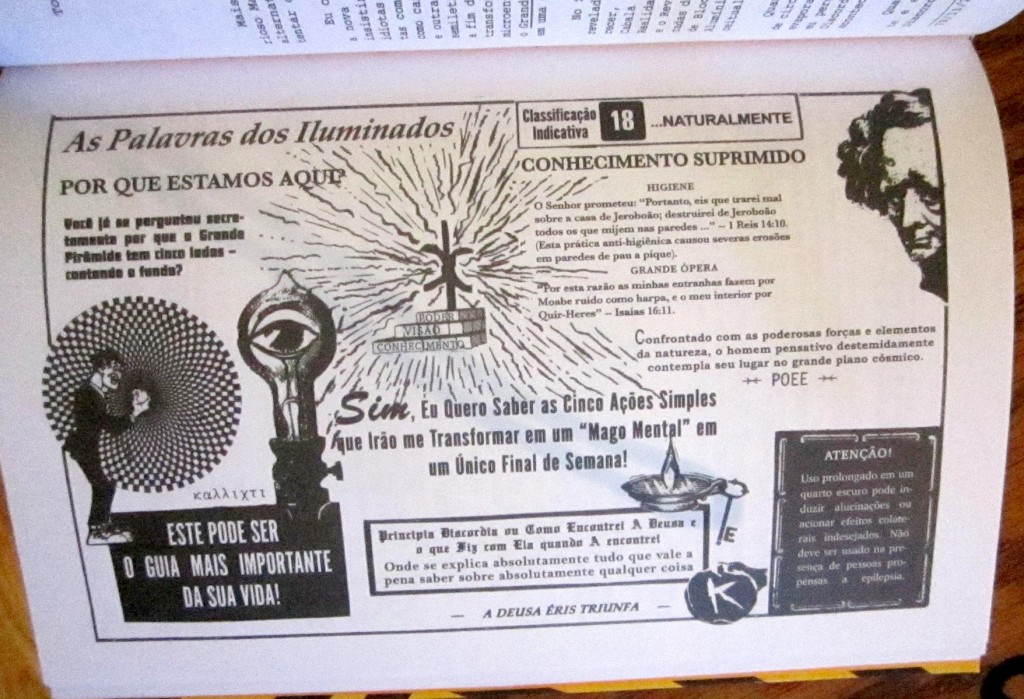 As Palavras dos Iluminados
Classificação
Indicativa
18
...NATURALMENTE
POR QUE ESTAMOS AQUI?
Você já se perguntou secre-
tamente por que a Grande
Pirâmide tem cinco lados –
contando o fundo?
CONHECIMENTO SUPRIMIDO
HIGIENE
O Senhor prometeu: “Portanto, eis que trarei mal
sobre a casa de Jeroboão; destruirei de Jeroboão
todos os que mijem nas paredes ...” – 1 Reis 14:10.
(Esta prática anti-higiênica causou severas erosões
em paredes de pau a pique).
GRANDE ÓPERA
“Por esta razão as minhas entranhas fazem por
Moabe ruído como harpa, e o meu interior por
Quir-Heres” – Isaias 16:11.
PODER
VISÃO
CONHECIMENTO
Confrontado com as poderosas forças e elementos
da natureza, o homem pensativo destemidamente
contempla seu lugar no grande plano cósmico.
POEE
Sim, Eu Quero Saber as Cinco Ações Simples
que Irão me Transformar em um “Mago Mental” em
um Único Final de Semana!
καλλιχτι
ESTE PODE SER
O GUIA MAIS IMPORTANTE
DA SUA VIDA!
Principia Discordia ou Como Encontrei A Deusa e
o que Fiz com Ela quando A encontrei
Onde se explica absolutamente tudo que vale a
pena saber sobre absolutamente qualquer coisa
— A DEUSA ÉRIS TRIUNFA —
E
K
ATENÇÃO!
Uso prolongado em um
quarto escuro pode in-
duzir alucinações ou
acionar efeitos colate-
rais indesejados. Não
deve ser usado na pre-
sença de pessoas pro-
pensas a epilepsia.